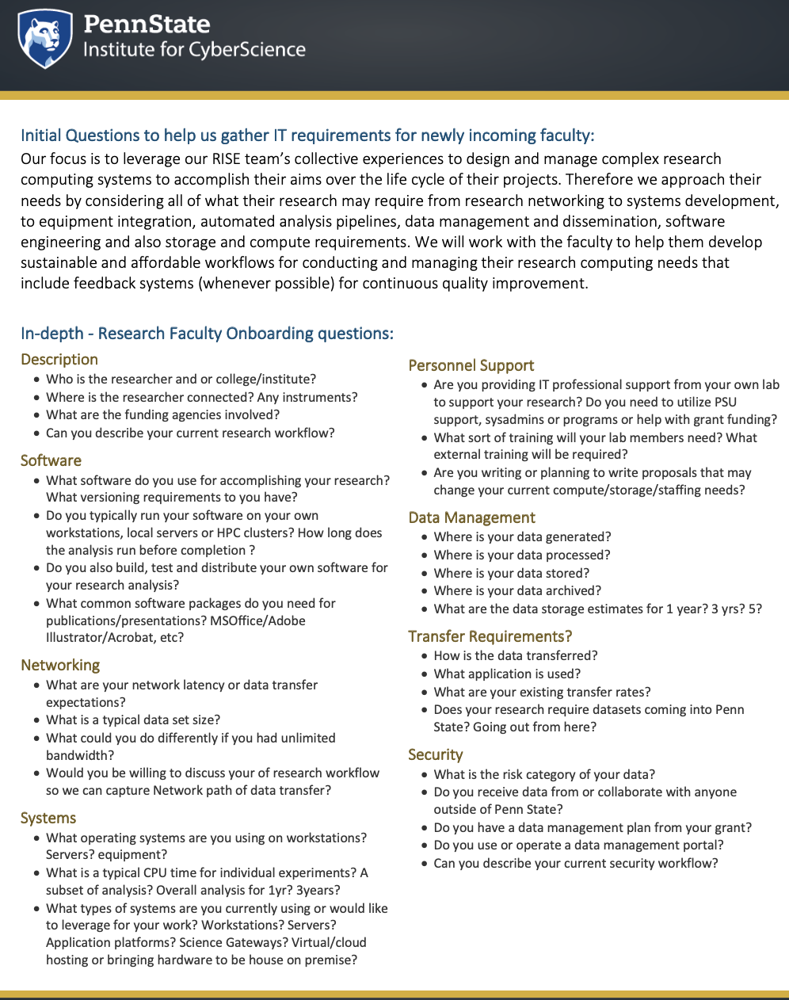 PennState
Institute for CyberScience
Initial Questions to help us gather IT requirements for newly incoming faculty:
Our focus is to leverage our RISE team’s collective experiences to design and manage complex research
computing systems to accomplish their aims over the life cycle of their projects. Therefore we approach their
needs by considering all of what their research may require from research networking to systems development,
to equipment integration, automated analysis pipelines, data management and dissemination, software
engineering and also storage and compute requirements. We will work with the faculty to help them develop
sustainable and affordable workflows for conducting and managing their research computing needs that
include feedback systems (whenever possible) for continuous quality improvement.
In-depth - Research Faculty Onboarding questions:
Description
• Who is the researcher and or college/institute?
• Where is the researcher connected? Any instruments?
• What are the funding agencies involved?
• Can you describe your current research workflow?
Software
• What software do you use for accomplishing your research?
What versioning requirements to you have?
• Do you typically run your software on your own
workstations, local servers or HPC clusters? How long does
the analysis run before completion ?
• Do you also build, test and distribute your own software for
your research analysis?
• What common software packages do you need for
publications/presentations? MSOffice/Adobe
Illustrator/Acrobat, etc?
Networking
• What are your network latency or data transfer
expectations?
• What is a typical data set size?
• What could you do differently if you had unlimited
bandwidth?
• Would you be willing to discuss your of research workflow
so we can capture Network path of data transfer?
Systems
• What operating systems are you using on workstations?
Servers? equipment?
• What is a typical CPU time for individual experiments? A
subset of analysis? Overall analysis for 1yr? 3years?
• What types of systems are you currently using or would like
to leverage for your work? Workstations? Servers?
Application platforms? Science Gateways? Virtual/cloud
hosting or bringing hardware to be house on premise?
Personnel Support
• Are you providing IT professional support from your own lab
to support your research? Do you need to utilize PSU
support, sysadmins or programs or help with grant funding?
• What sort of training will your lab members need? What
external training will be required?
• Are you writing or planning to write proposals that may
change your current compute/storage/staffing needs?
Data Management
• Where is your data generated?
• Where is your data processed?
• Where is your data stored?
• Where is your data archived?
• What are the data storage estimates for 1 year? 3 yrs? 5?
Transfer Requirements?
• How is the data transferred?
• What application is used?
• What are your existing transfer rates?
• Does your research require datasets coming into Penn
State? Going out from here?
Security
• What is the risk category of your data?
• Do you receive data from or collaborate with anyone
outside of Penn State?
• Do you have a data management plan from your grant?
• Do you use or operate a data management portal?
• Can you describe your current security workflow?